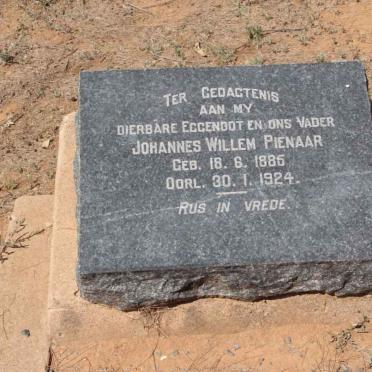 TER GEDACTENIS
AAN MY
DIERBARE EGGENOOT EN ONS VADER
JOHANNES WILLEM PIENAAR
GEB. 18. 6. 1885
OORL. 30. 1. 1924.
RUS IN VREDE.